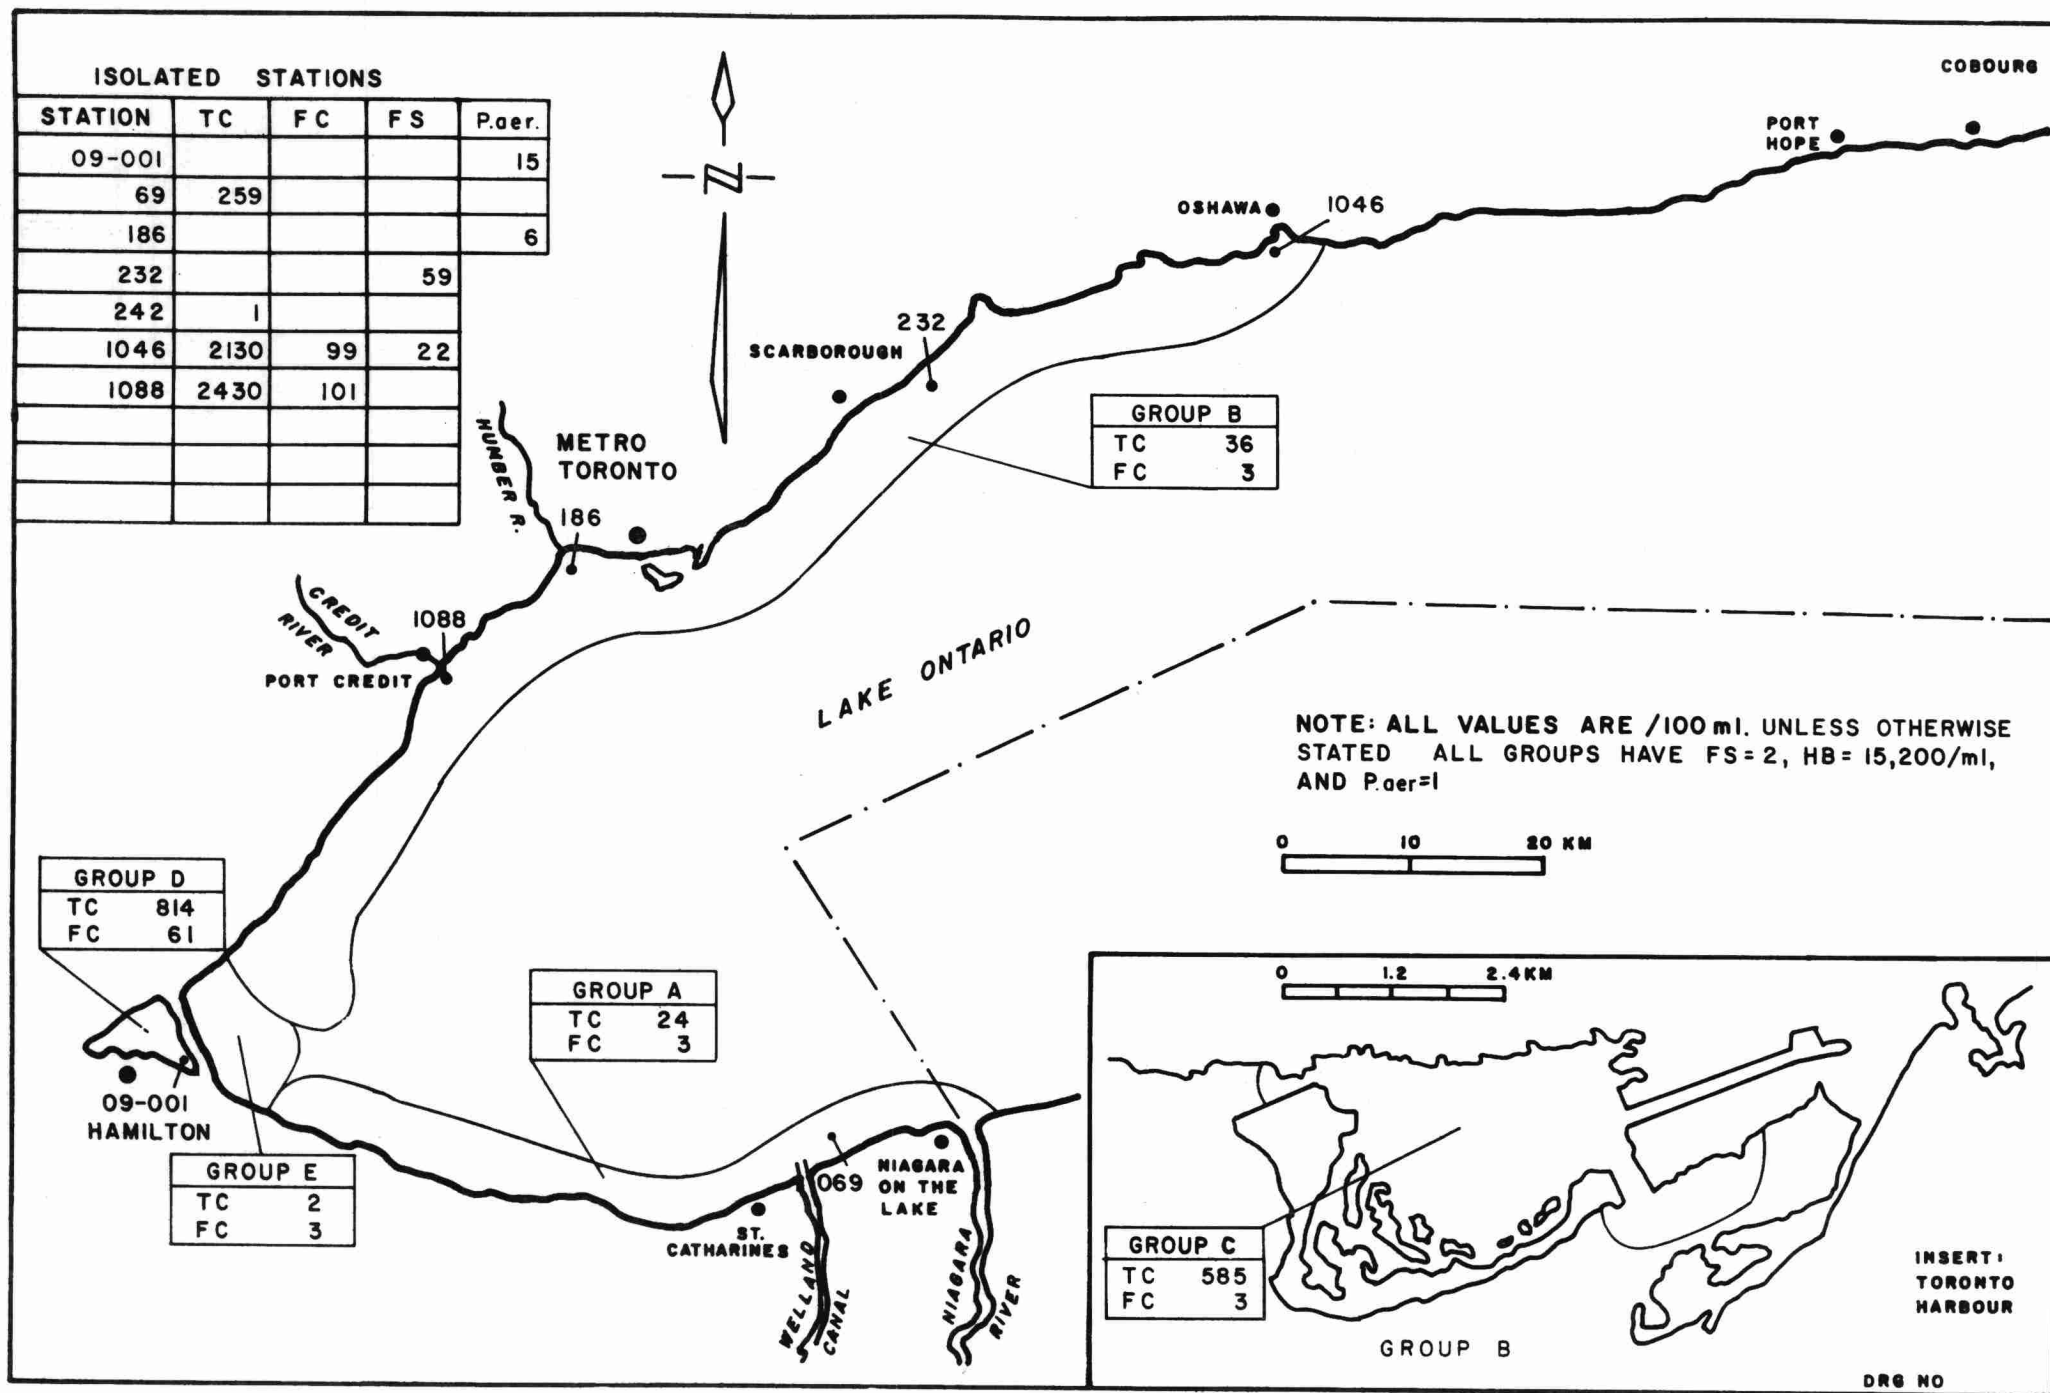 ISOLATED STATIONS
STATION TC FC FS P.aer.
09-001 15
69 259
186 6
232 59
242 1
1046 2130 99 22
1088 2430 101
COBOURG
PORT
HOPE
OSHAWA
1046
N
232
SCARBOROUGH
GROUP B
TC 36
FC 3
HUMBER R.
METRO
TORONTO
186
CREDIT
RIVER
1088
PORT CREDIT
LAKE ONTARIO
NOTE: ALL VALUES ARE /100 ml. UNLESS OTHERWISE
STATED ALL GROUPS HAVE FS = 2, HB = 15,200/ml,
AND P.aer=1
0 10 20 KM
GROUP D
TC 814
FC 61
GROUP A
TC 24
FC 3
09-001
HAMILTON
GROUP E
TC 2
FC 3
069
NIAGARA
ON THE
LAKE
ST.
CATHARINES
WELLAND
CANAL
NIAGARA
RIVER
0 1.2 2.4KM
GROUP C
TC 585
FC 3
GROUP B
INSERT:
TORONTO
HARBOUR
DRG NO